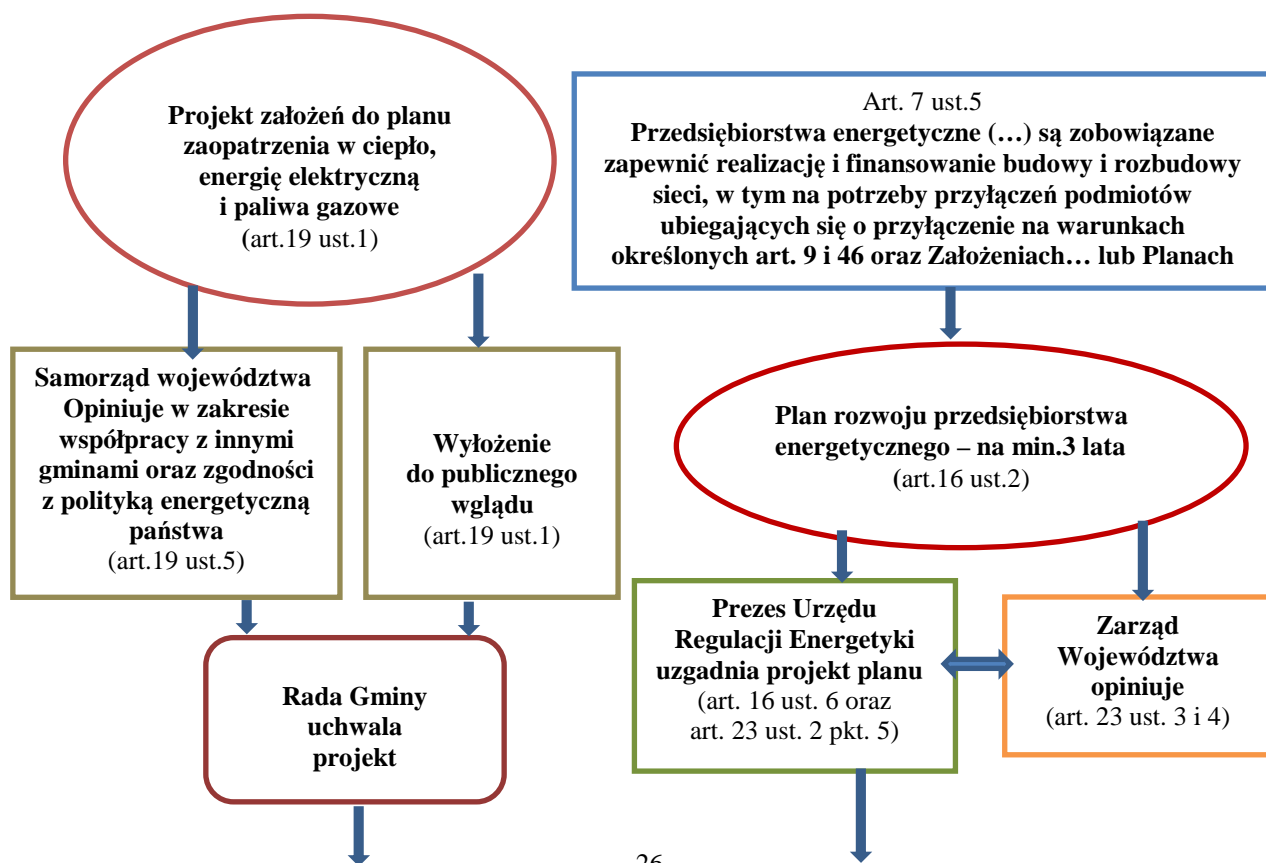 Projekt założeń do planu
zaopatrzenia w ciepło,
energię elektryczną
i paliwa gazowe
(art.19 ust.1)
Art. 7 ust.5
Przedsiębiorstwa energetyczne (…) są zobowiązane
zapewnić realizację i finansowanie budowy i rozbudowy
sieci, w tym na potrzeby przyłączeń podmiotów
ubiegających się o przyłączenie na warunkach
określonych art. 9 i 46 oraz Założeniach… lub Planach
Samorząd województwa
Opiniuje w zakresie
współpracy z innymi
gminami oraz zgodności
z polityką energetyczną
państwa
(art.19 ust.5)
Wyłożenie
do publicznego
wglądu
(art.19 ust.1)
Plan rozwoju przedsiębiorstwa
energetycznego – na min.3 lata
(art.16 ust.2)
Prezes Urzędu
Regulacji Energetyki
uzgadnia projekt planu
(art. 16 ust. 6 oraz
art. 23 ust. 2 pkt. 5)
Zarząd
Województwa
opiniuje
(art. 23 ust. 3 i 4)
Rada Gminy
uchwala
projekt
26